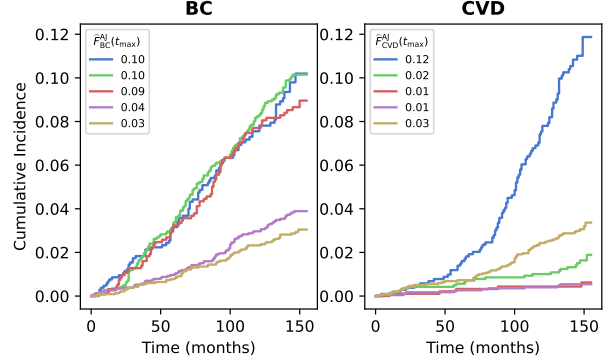 BC
CVD
Cumulative Incidence
0.12
0.10
0.08
0.06
0.04
0.02
0.00
F̂^AJ_BC(t_max)
0.10
0.10
0.09
0.04
0.03
0 50 100 150
Time (months)
0.12
0.10
0.08
0.06
0.04
0.02
0.00
F̂^AJ_CVD(t_max)
0.12
0.02
0.01
0.01
0.03
0 50 100 150
Time (months)